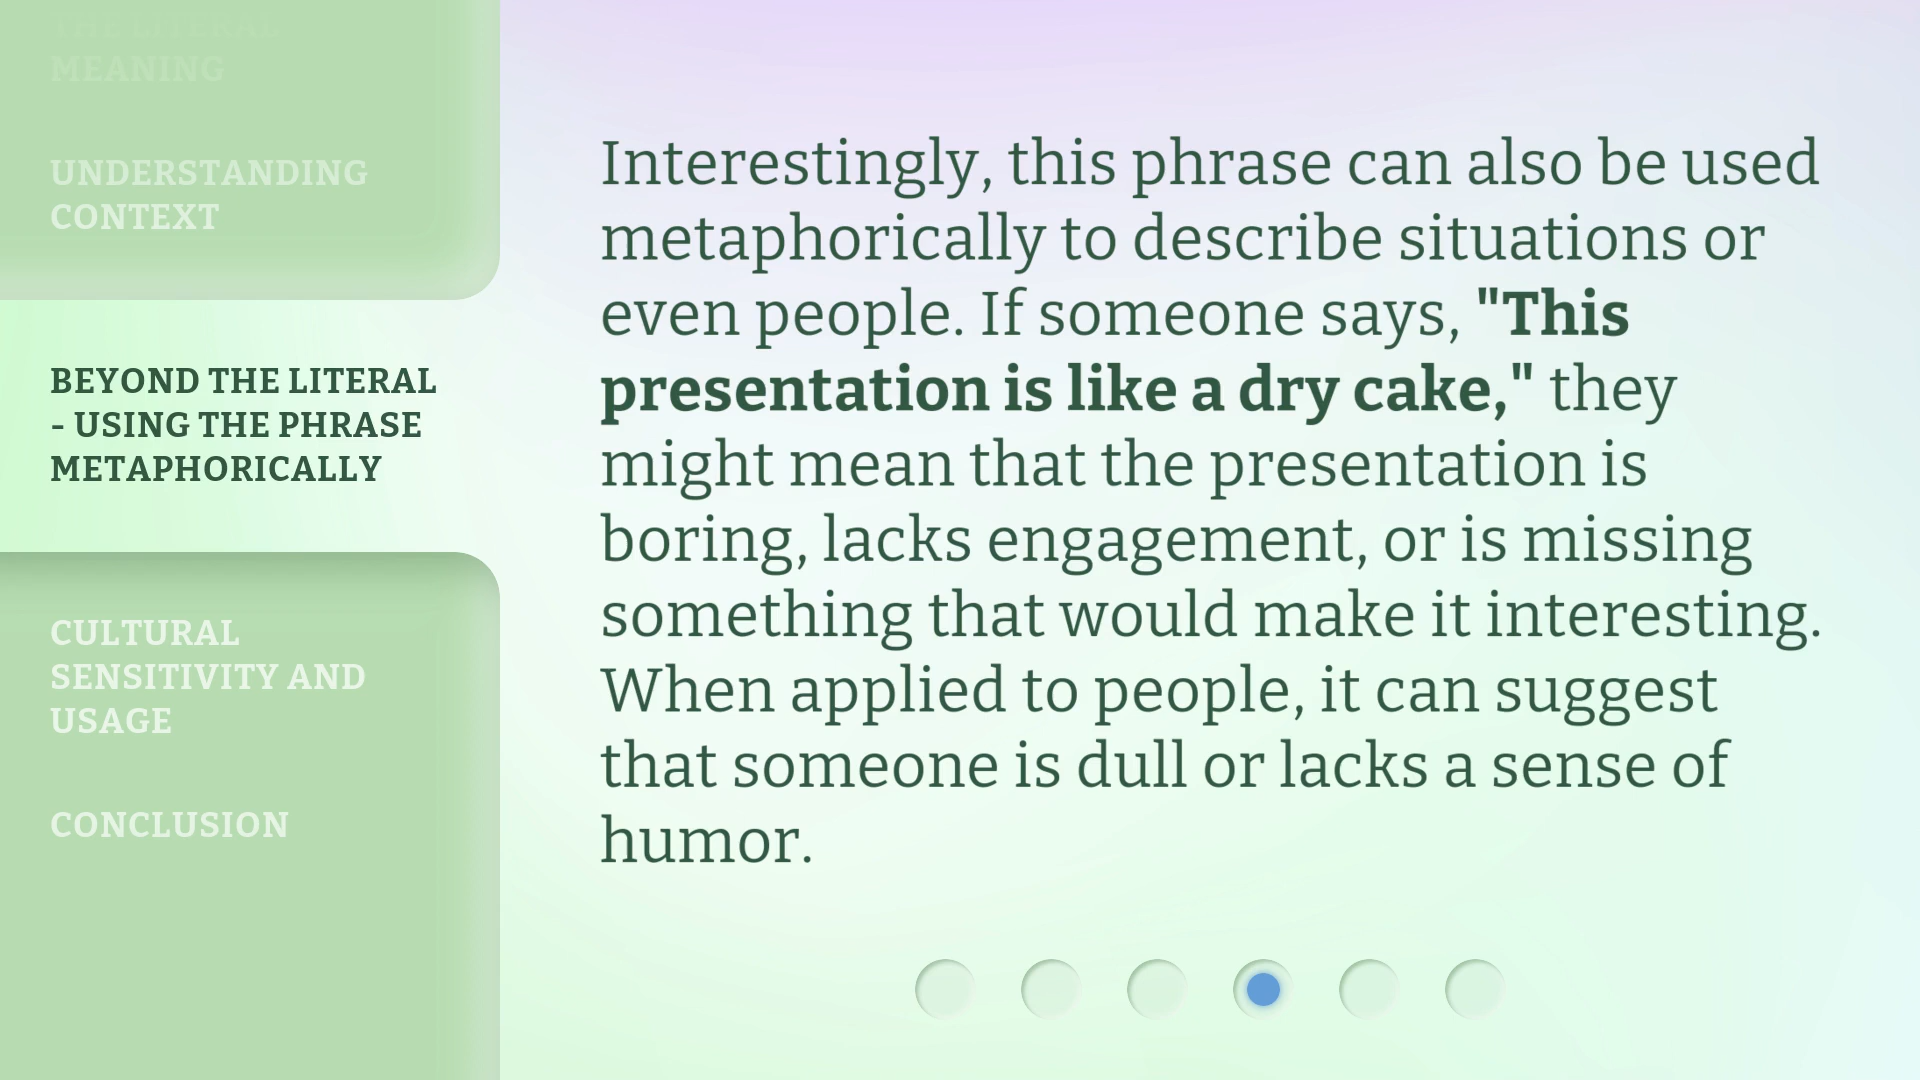 THE LITERAL
MEANING
UNDERSTANDING
CONTEXT
BEYOND THE LITERAL
- USING THE PHRASE
METAPHORICALLY
CULTURAL
SENSITIVITY AND
USAGE
CONCLUSION
Interestingly, this phrase can also be used
metaphorically to describe situations or
even people. If someone says, "This
presentation is like a dry cake," they
might mean that the presentation is
boring, lacks engagement, or is missing
something that would make it interesting.
When applied to people, it can suggest
that someone is dull or lacks a sense of
humor.